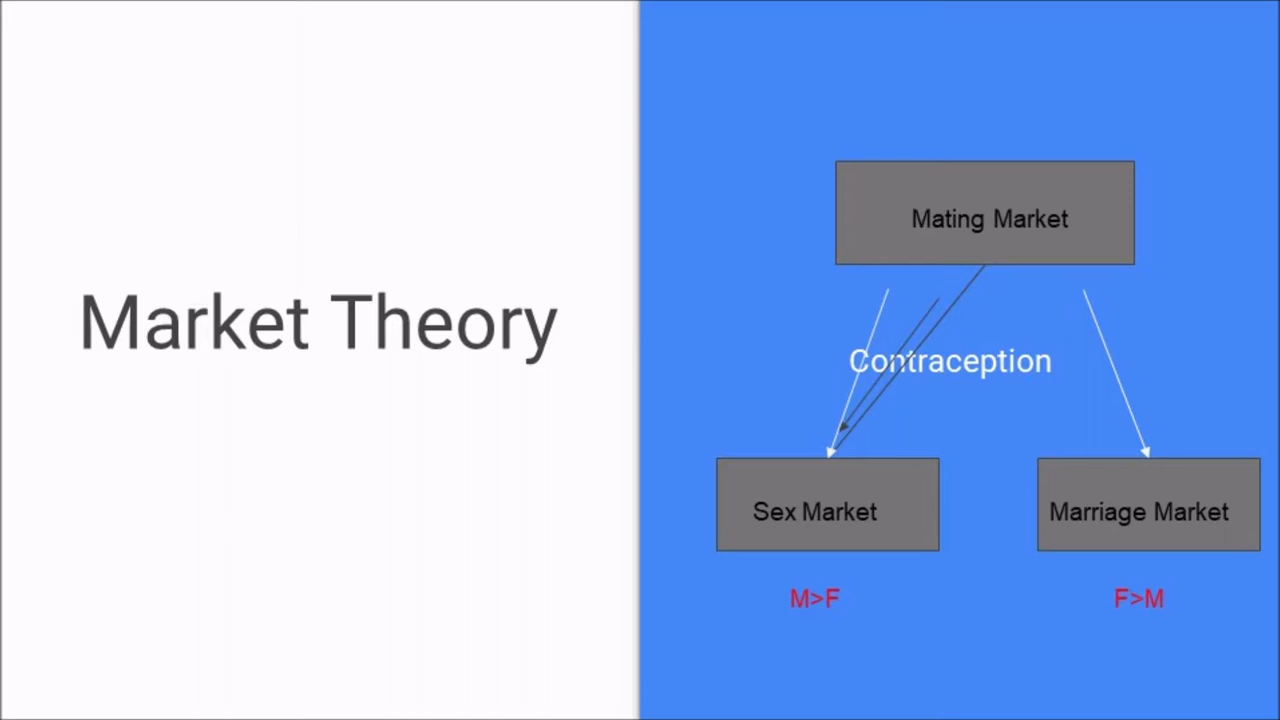 Market Theory
Mating Market
Contraception
Sex Market
Marriage Market
M>F
F>M